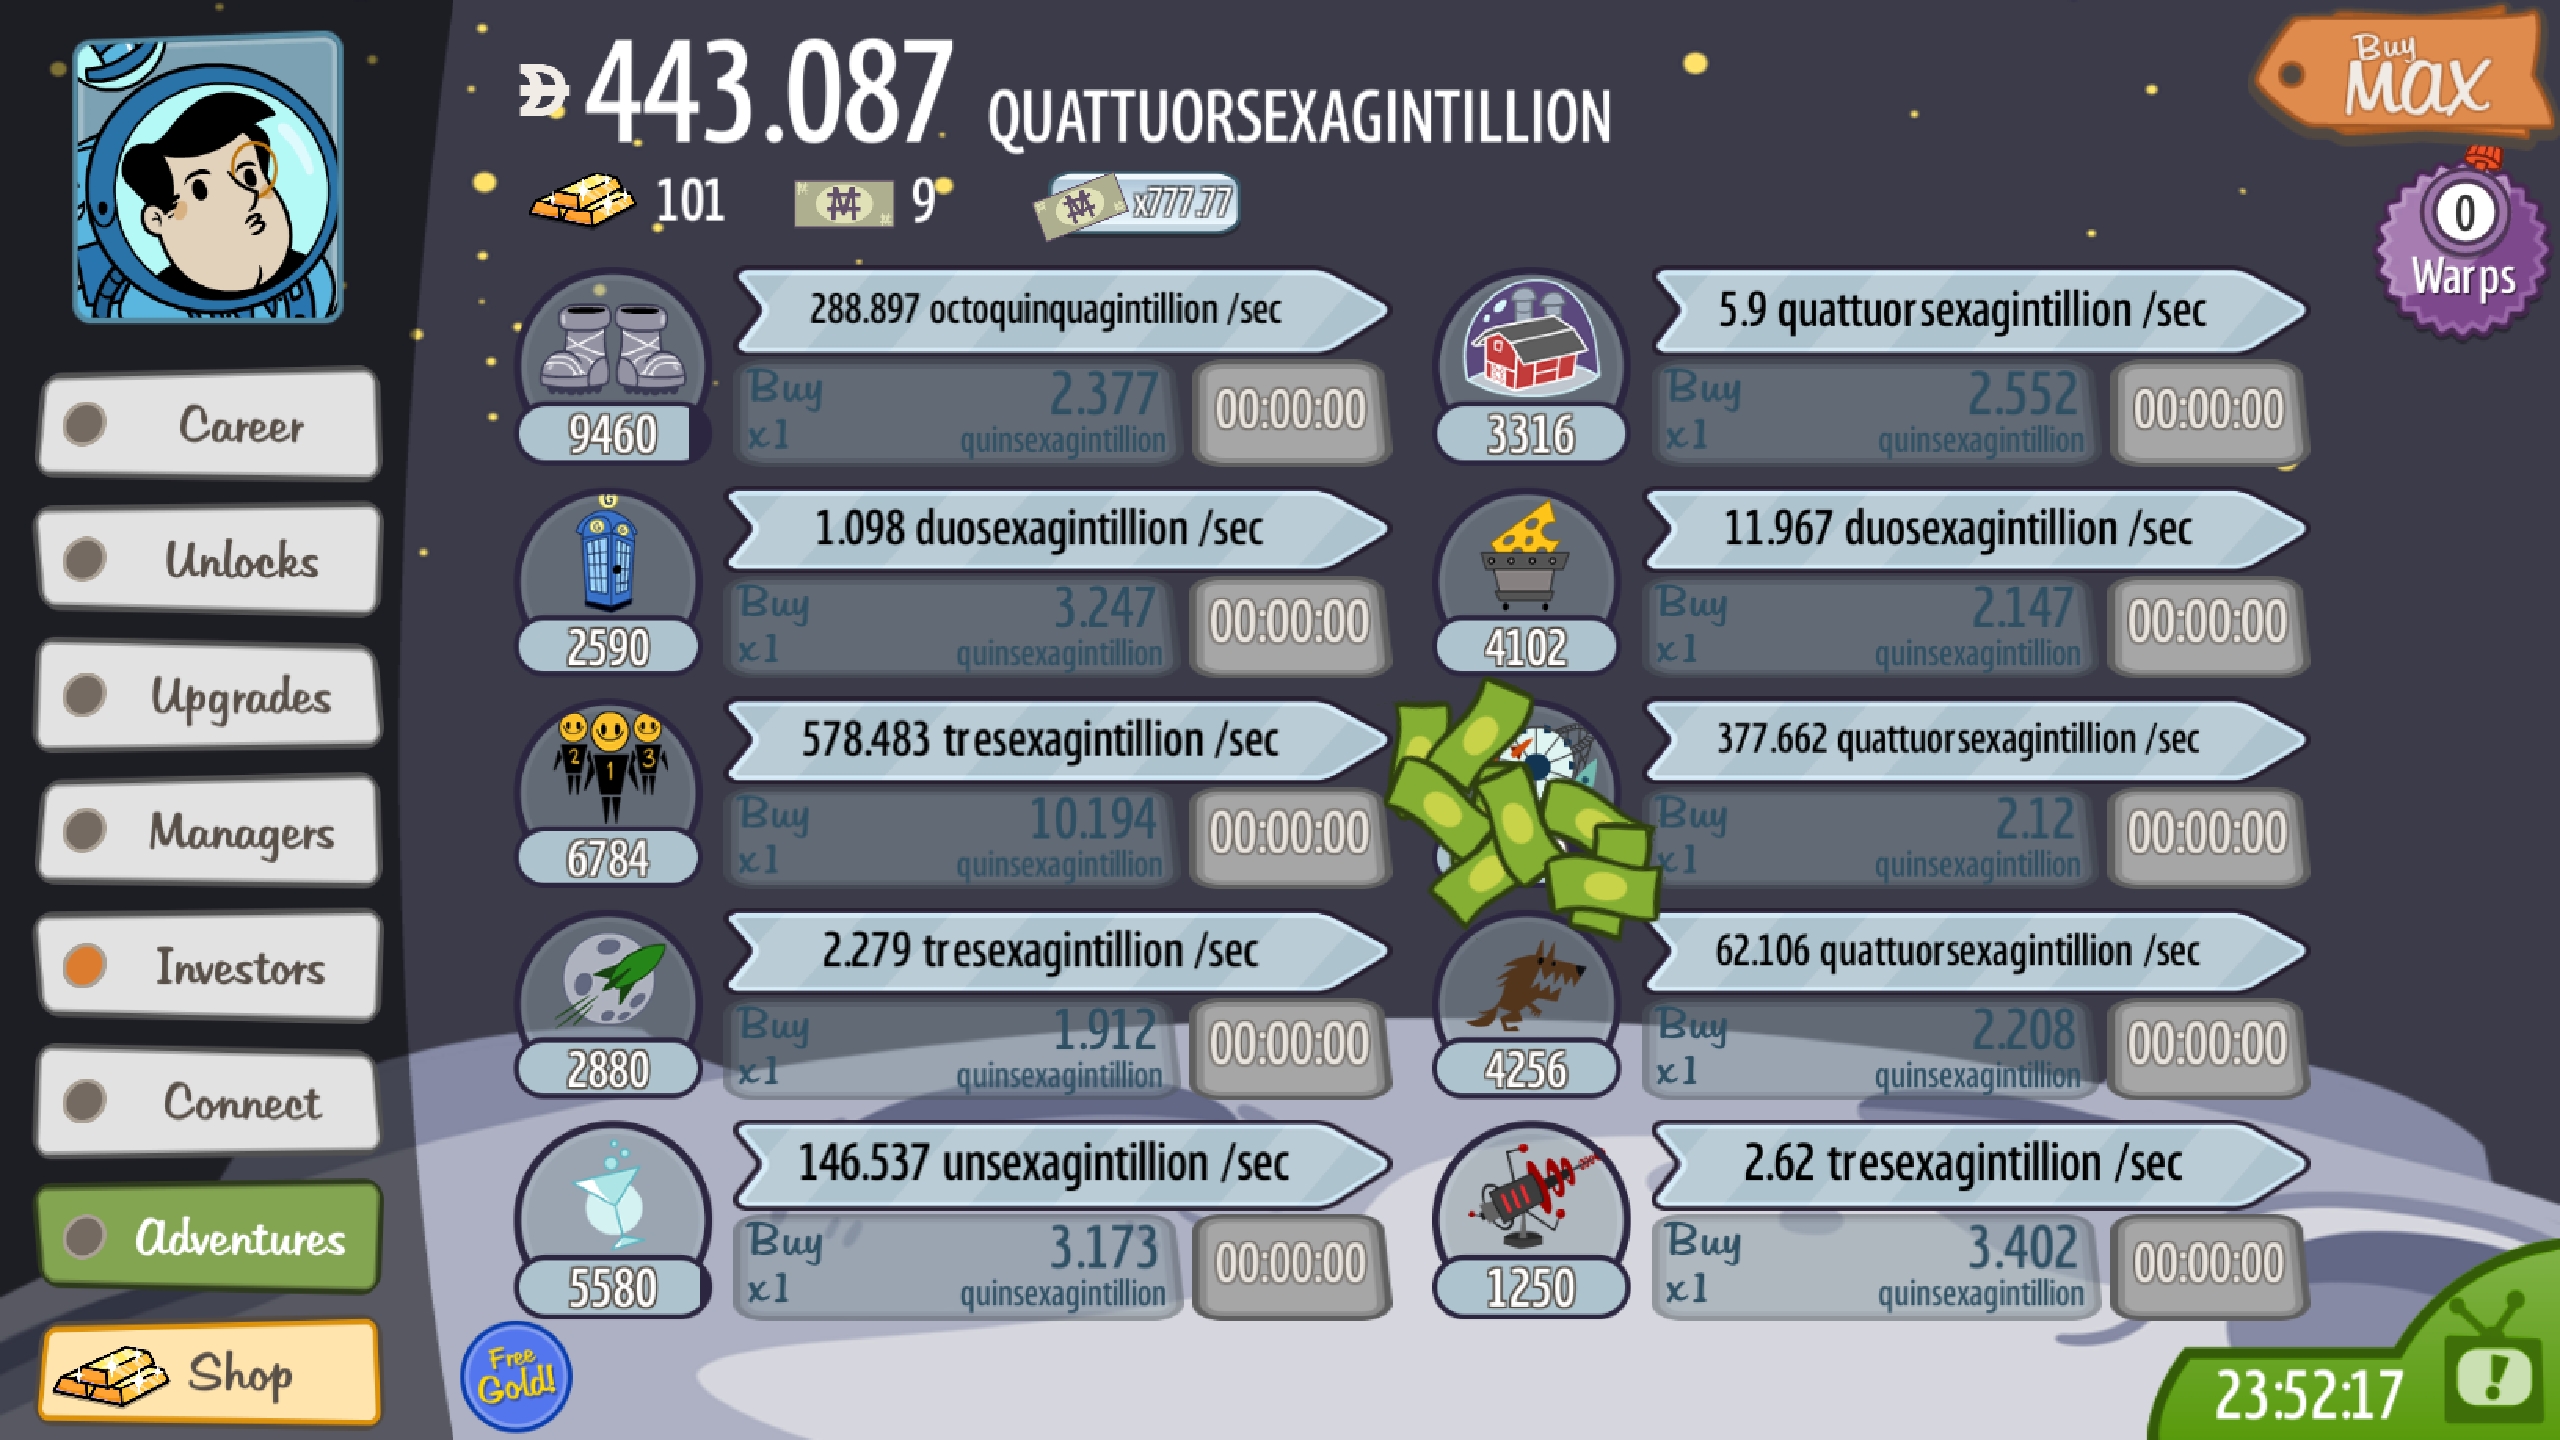 443.087 QUATTUORSEXAGINTILLION
Buy
MAX
101
9
x777.77
0
Warps
Career
Unlocks
Upgrades
Managers
Investors
Connect
Adventures
Shop
288.897 octoquinquagintillion /sec
9460
Buy 2.377
x1 quinsexagintillion
00:00:00
5.9 quattuorsexagintillion /sec
3316
Buy 2.552
x1 quinsexagintillion
00:00:00
G
1.098 duosexagintillion /sec
2590
Buy 3.247
x1 quinsexagintillion
00:00:00
11.967 duosexagintillion /sec
4102
Buy 2.147
x1 quinsexagintillion
00:00:00
2 1 3
578.483 tresexagintillion /sec
6784
Buy 10.194
x1 quinsexagintillion
00:00:00
377.662 quattuorsexagintillion /sec
Buy 2.12
x1 quinsexagintillion
00:00:00
2.279 tresexagintillion /sec
2880
Buy 1.912
x1 quinsexagintillion
00:00:00
62.106 quattuorsexagintillion /sec
4256
Buy 2.208
x1 quinsexagintillion
00:00:00
146.537 unsexagintillion /sec
5580
Buy 3.173
x1 quinsexagintillion
00:00:00
2.62 tresexagintillion /sec
1250
Buy 3.402
x1 quinsexagintillion
00:00:00
Free
Gold!
23:52:17
!